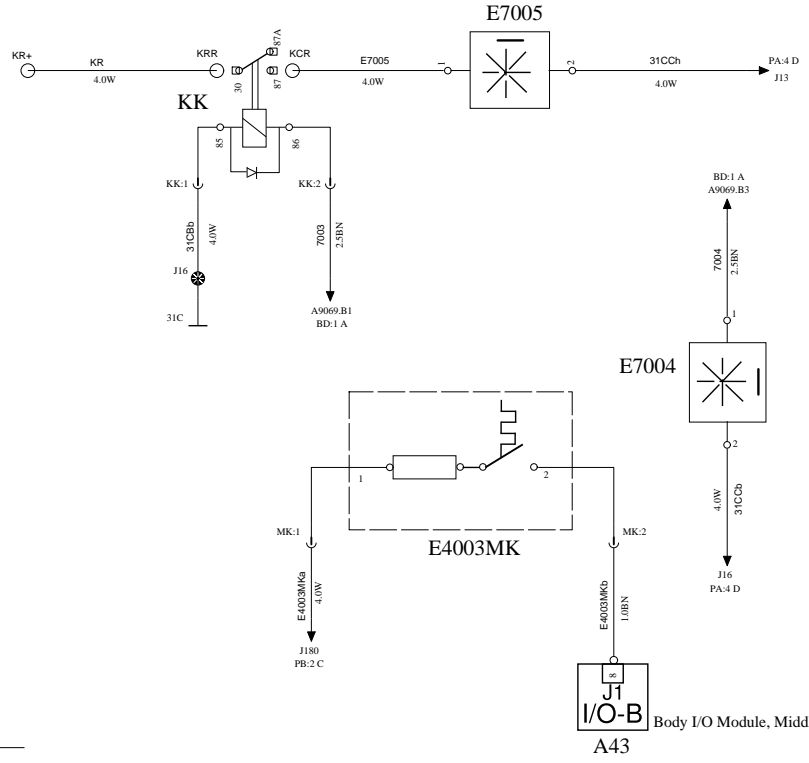 E7005
87A
KR+
KR
KRR
KCR
E7005
1
2
31CCh
PA:4 D
4.0W
30
87
4.0W
4.0W
J13
KK
85
86
KK:1
KK:2
BD:1 A
A9069.B3
31CBb
4.0W
7003
2.5BN
7004
2.5BN
J16
31C
A9069.B1
BD:1 A
1
E7004
2
1
2
4.0W
31CCb
MK:1
E4003MK
MK:2
E4003MKa
4.0W
E4003MKb
1.0BN
J16
PA:4 D
J180
PB:2 C
8
J1
I/O-B
Body I/O Module, Midd
A43